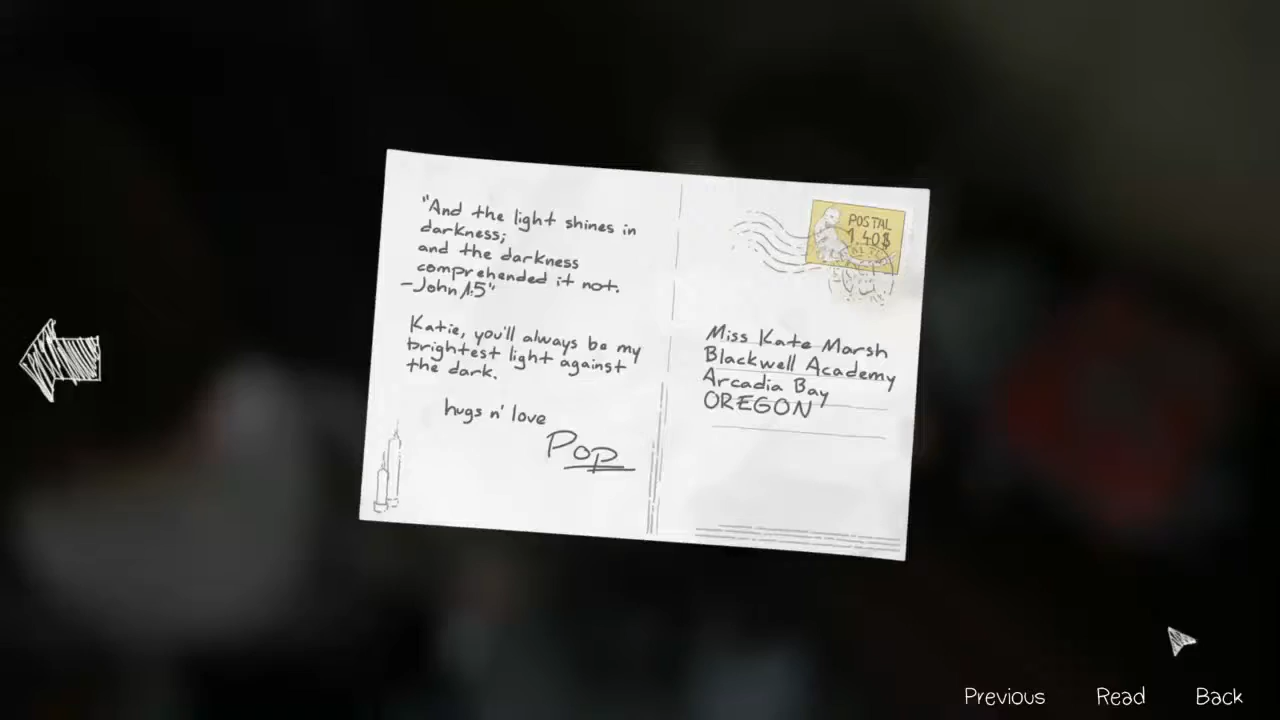 "And the light shines in
darkness;
and the darkness
comprehended it not.
-John 1:5"
Katie, you'll always be my
brightest light against
the dark.
hugs n' love
Pop
POSTAL
1.40$
Miss Kate Marsh
Blackwell Academy
Arcadia Bay
OREGON
Previous
Read
Back